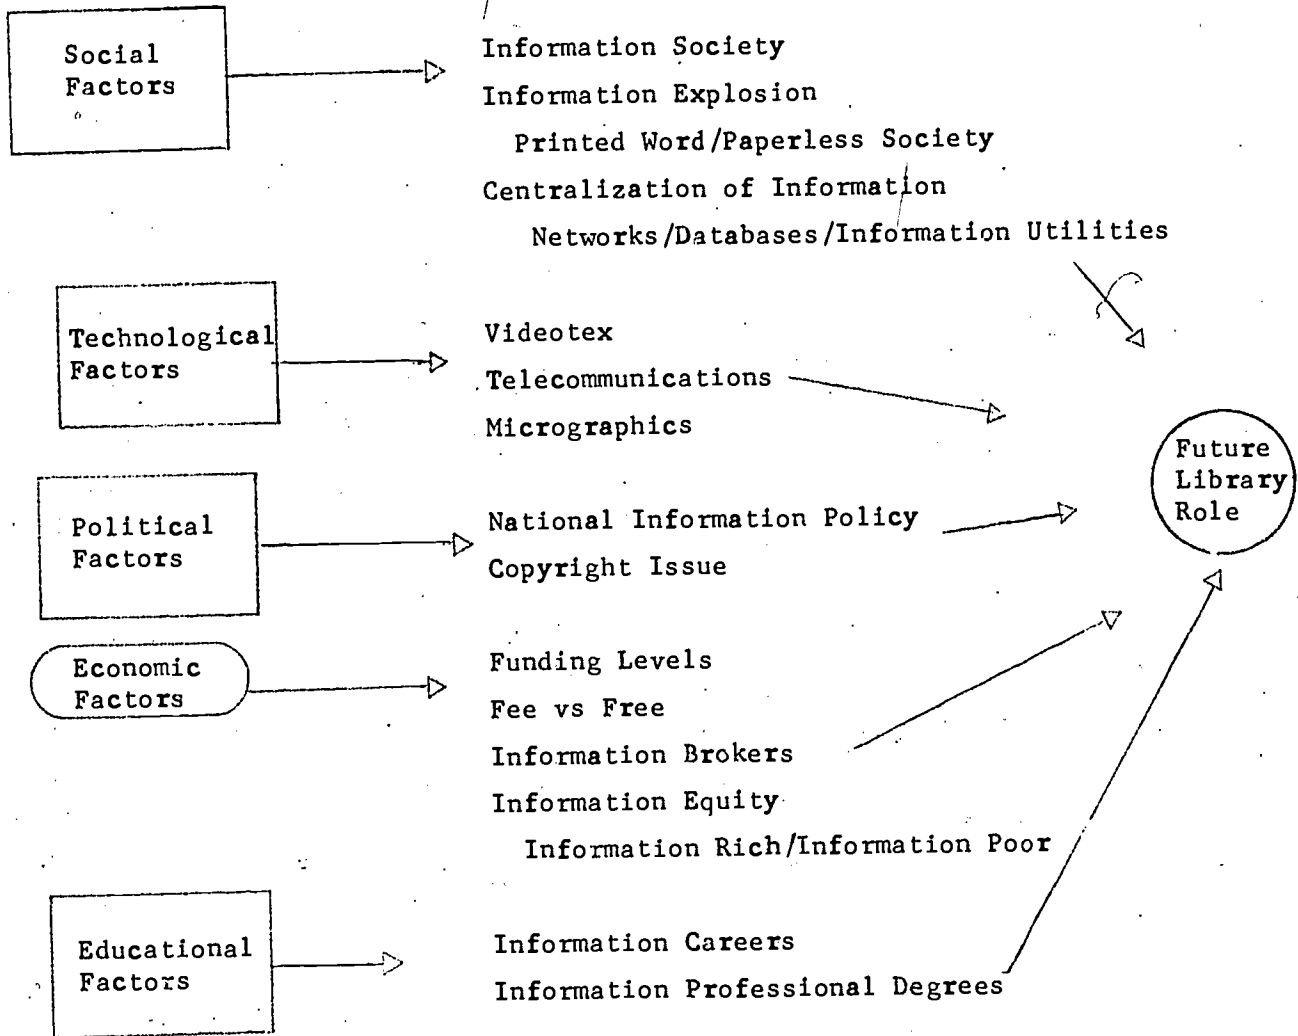 Social
Factors
Information Society
Information Explosion
Printed Word/Paperless Society
Centralization of Information
Networks/Databases/Information Utilities
Technological
Factors
Videotex
Telecommunications
Micrographics
Political
Factors
National Information Policy
Copyright Issue
Economic
Factors
Funding Levels
Fee vs Free
Information Brokers
Information Equity
Information Rich/Information Poor
Educational
Factors
Information Careers
Information Professional Degrees
Future
Library
Role